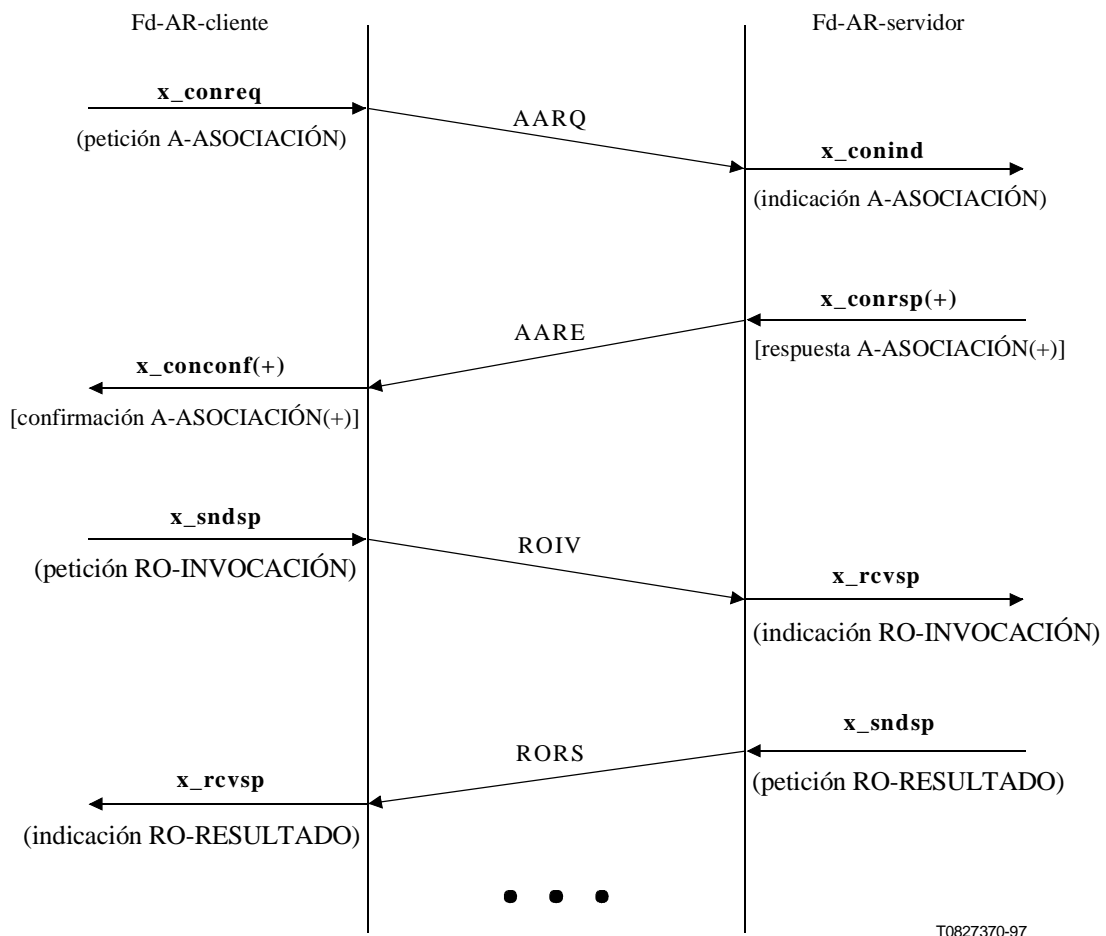 Fd-AR-cliente
Fd-AR-servidor
x_conreq
(petición A-ASOCIACIÓN)
AARQ
x_conind
(indicación A-ASOCIACIÓN)
x_conrsp(+)
[respuesta A-ASOCIACIÓN(+)]
AARE
x_conconf(+)
[confirmación A-ASOCIACIÓN(+)]
x_sndsp
(petición RO-INVOCACIÓN)
ROIV
x_rcvsp
(indicación RO-INVOCACIÓN)
x_sndsp
(petición RO-RESULTADO)
RORS
x_rcvsp
(indicación RO-RESULTADO)
• • •
T0827370-97